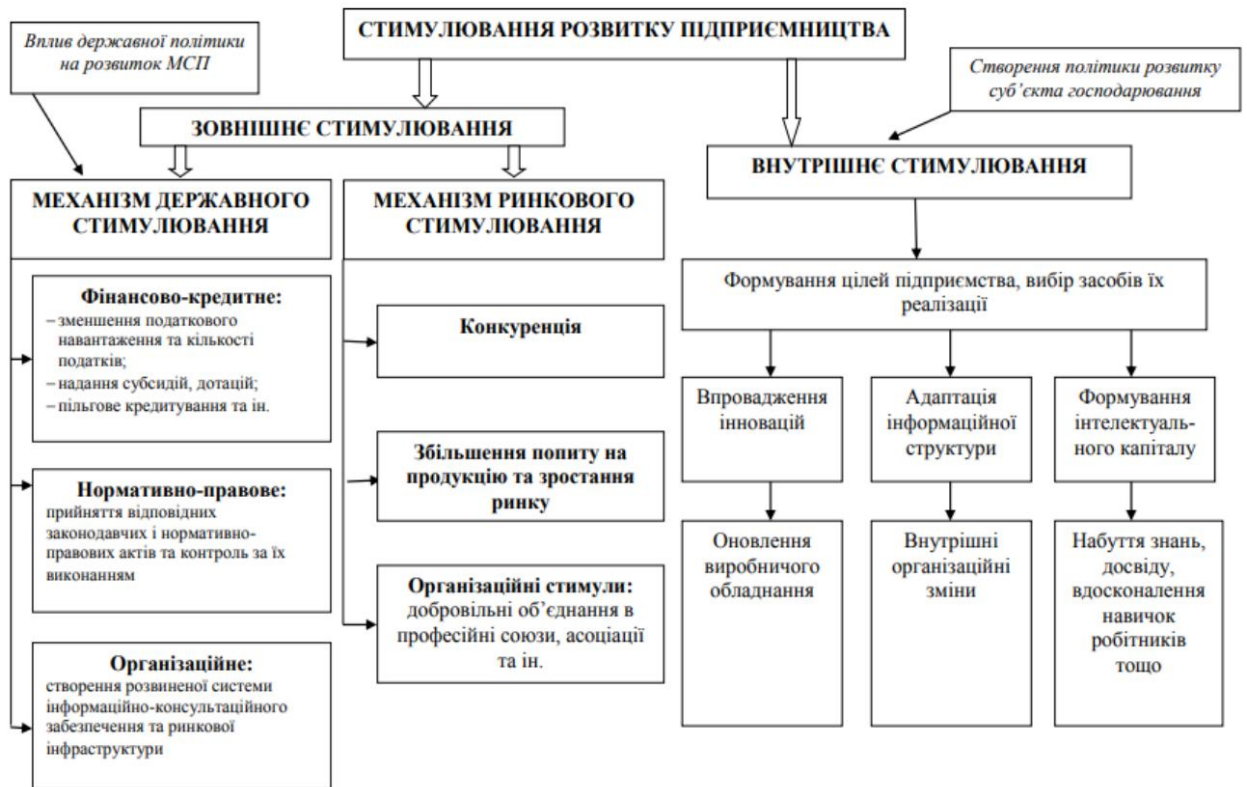 СТИМУЛЮВАННЯ РОЗВИТКУ ПІДПРИЄМНИЦТВА
Вплив державної політики
на розвиток МСП
Створення політики розвитку
суб’єкта господарювання
ЗОВНІШНЄ СТИМУЛЮВАННЯ
ВНУТРІШНЄ СТИМУЛЮВАННЯ
МЕХАНІЗМ ДЕРЖАВНОГО
СТИМУЛЮВАННЯ
МЕХАНІЗМ РИНКОВОГО
СТИМУЛЮВАННЯ
Фінансово-кредитне:
– зменшення податкового
навантаження та кількості
податків;
– надання субсидій, дотацій;
– пільгове кредитування та ін.
Нормативно-правове:
прийняття відповідних
законодавчих і нормативно-
правових актів та контроль за їх
виконанням
Організаційне:
створення розвиненої системи
інформаційно-консультаційного
забезпечення та ринкової
інфраструктури
Конкуренція
Збільшення попиту на
продукцію та зростання
ринку
Організаційні стимули:
добровільні об’єднання в
професійні союзи, асоціації
та ін.
Формування цілей підприємства, вибір засобів їх
реалізації
Впровадження
інновацій
Адаптація
інформаційної
структури
Формування
інтелектуаль-
ного капіталу
Оновлення
виробничого
обладнання
Внутрішні
організаційні
зміни
Набуття знань,
досвіду,
вдосконалення
навичок
робітників
тощо